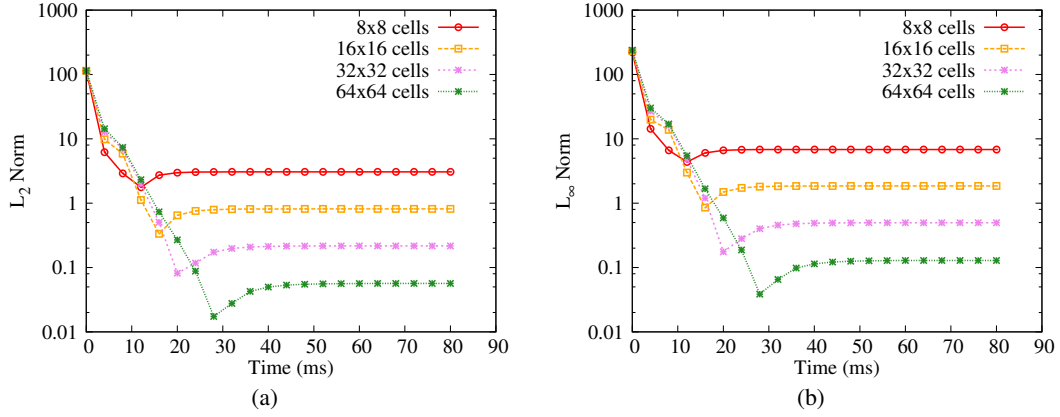 1000
100
10
1
0.1
0.01
L2 Norm
0 10 20 30 40 50 60 70 80 90
Time (ms)
8x8 cells
16x16 cells
32x32 cells
64x64 cells
(a)
1000
100
10
1
0.1
0.01
L∞ Norm
0 10 20 30 40 50 60 70 80 90
Time (ms)
8x8 cells
16x16 cells
32x32 cells
64x64 cells
(b)